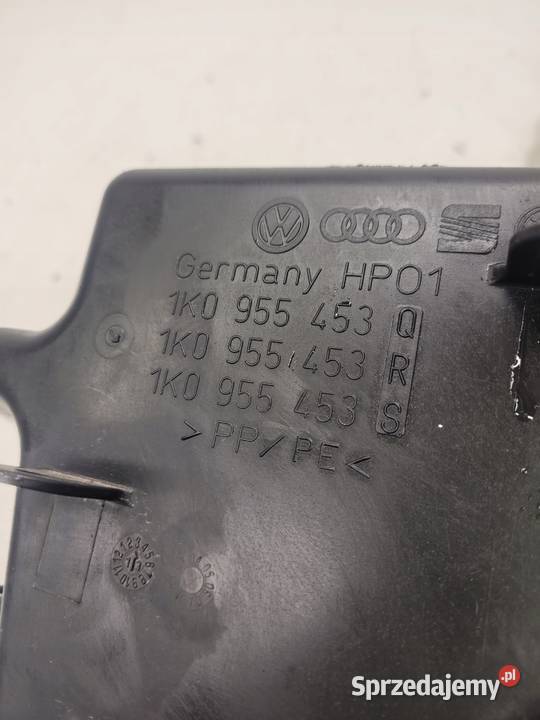 Germany HP01
1K0 955 453 Q
1K0 955 453 R
1K0 955 453 S
>PP/PE<
Sprzedajemy.pl